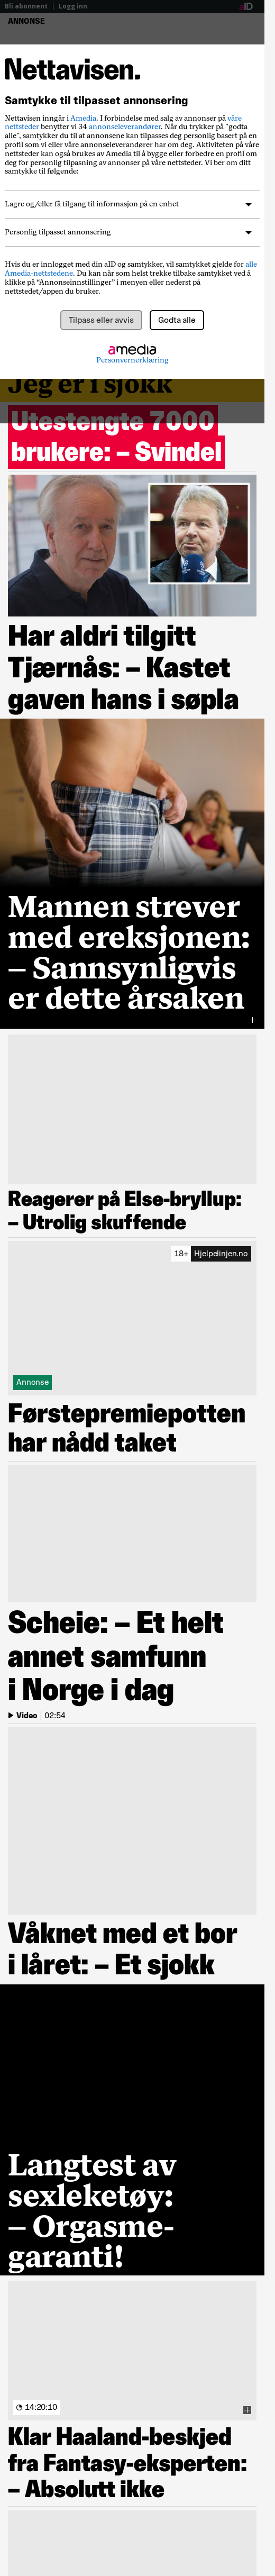 Bli abonnent | Logg inn
aID
ANNONSE
Nettavisen.
Samtykke til tilpasset annonsering
Nettavisen inngår i Amedia. I forbindelse med salg av annonser på våre
nettsteder benytter vi 34 annonseleverandører. Når du trykker på "godta
alle", samtykker du til at annonsene kan tilpasses deg personlig basert på en
profil som vi eller våre annonseleverandører har om deg. Aktiviteten på våre
nettsteder kan også brukes av Amedia til å bygge eller forbedre en profil om
deg for personlig tilpasning av annonser på våre nettsteder. Vi ber om ditt
samtykke til følgende:
Lagre og/eller få tilgang til informasjon på en enhet
Personlig tilpasset annonsering
Hvis du er innlogget med din aID og samtykker, vil samtykket gjelde for alle
Amedia-nettstedene. Du kan når som helst trekke tilbake samtykket ved å
klikke på “Annonseinnstillinger” i menyen eller nederst på
nettstedet/appen du bruker.
Tilpass eller avvis
Godta alle
amedia
Personvernerklæring
Jeg er i sjokk
Utestengte 7000
brukere: – Svindel
Har aldri tilgitt
Tjærnås: – Kastet
gaven hans i søpla
Mannen strever
med ereksjonen:
– Sannsynligvis
er dette årsaken
Reagerer på Else-bryllup:
– Utrolig skuffende
18+ Hjelpelinjen.no
Annonse
Førstepremiepotten
har nådd taket
Scheie: – Et helt
annet samfunn
i Norge i dag
Video | 02:54
Våknet med et bor
i låret: – Et sjokk
Langtest av
sexleketøy:
– Orgasme-
garanti!
14:20:10
Klar Haaland-beskjed
fra Fantasy-eksperten:
– Absolutt ikke